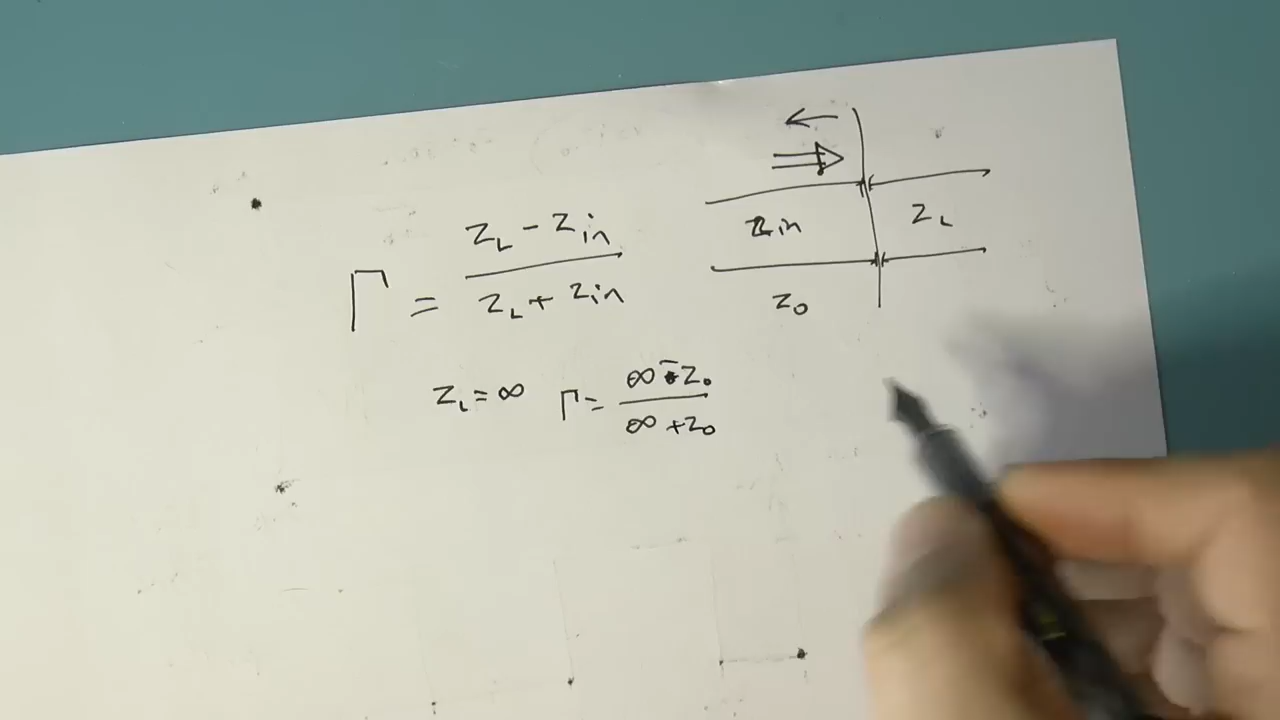 Γ = (Z_L - Z_in) / (Z_L + Z_in)
Z_in Z_L
Z_0
Z_L = ∞ Γ = (∞ - Z_0) / (∞ + Z_0)